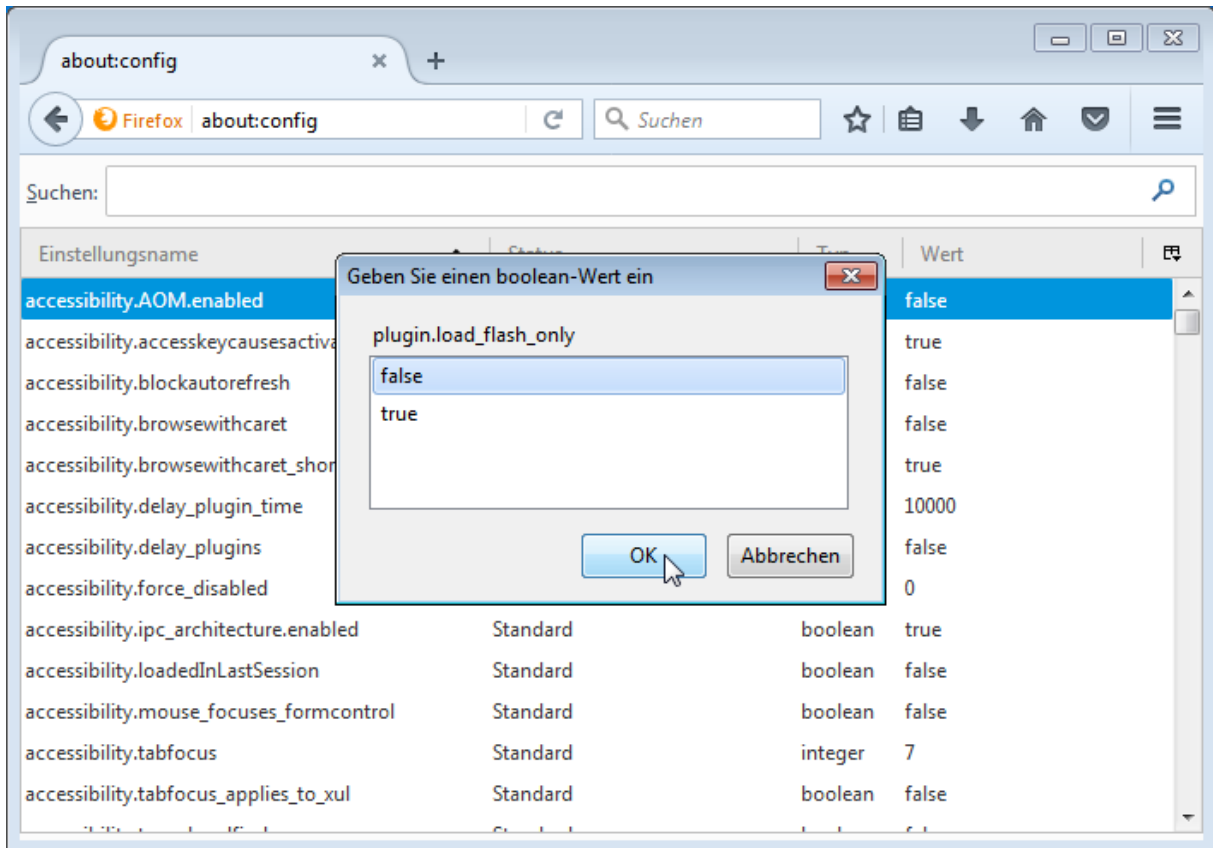 about:config
Firefox about:config Suchen
Suchen:
Einstellungsname Status Typ Wert
Geben Sie einen boolean-Wert ein
plugin.load_flash_only
false
true
OK Abbrechen
accessibility.AOM.enabled false
accessibility.accesskeycausesactiva true
accessibility.blockautorefresh false
accessibility.browsewithcaret false
accessibility.browsewithcaret_shor true
accessibility.delay_plugin_time 10000
accessibility.delay_plugins false
accessibility.force_disabled 0
accessibility.ipc_architecture.enabled Standard boolean true
accessibility.loadedInLastSession Standard boolean false
accessibility.mouse_focuses_formcontrol Standard boolean false
accessibility.tabfocus Standard integer 7
accessibility.tabfocus_applies_to_xul Standard boolean false